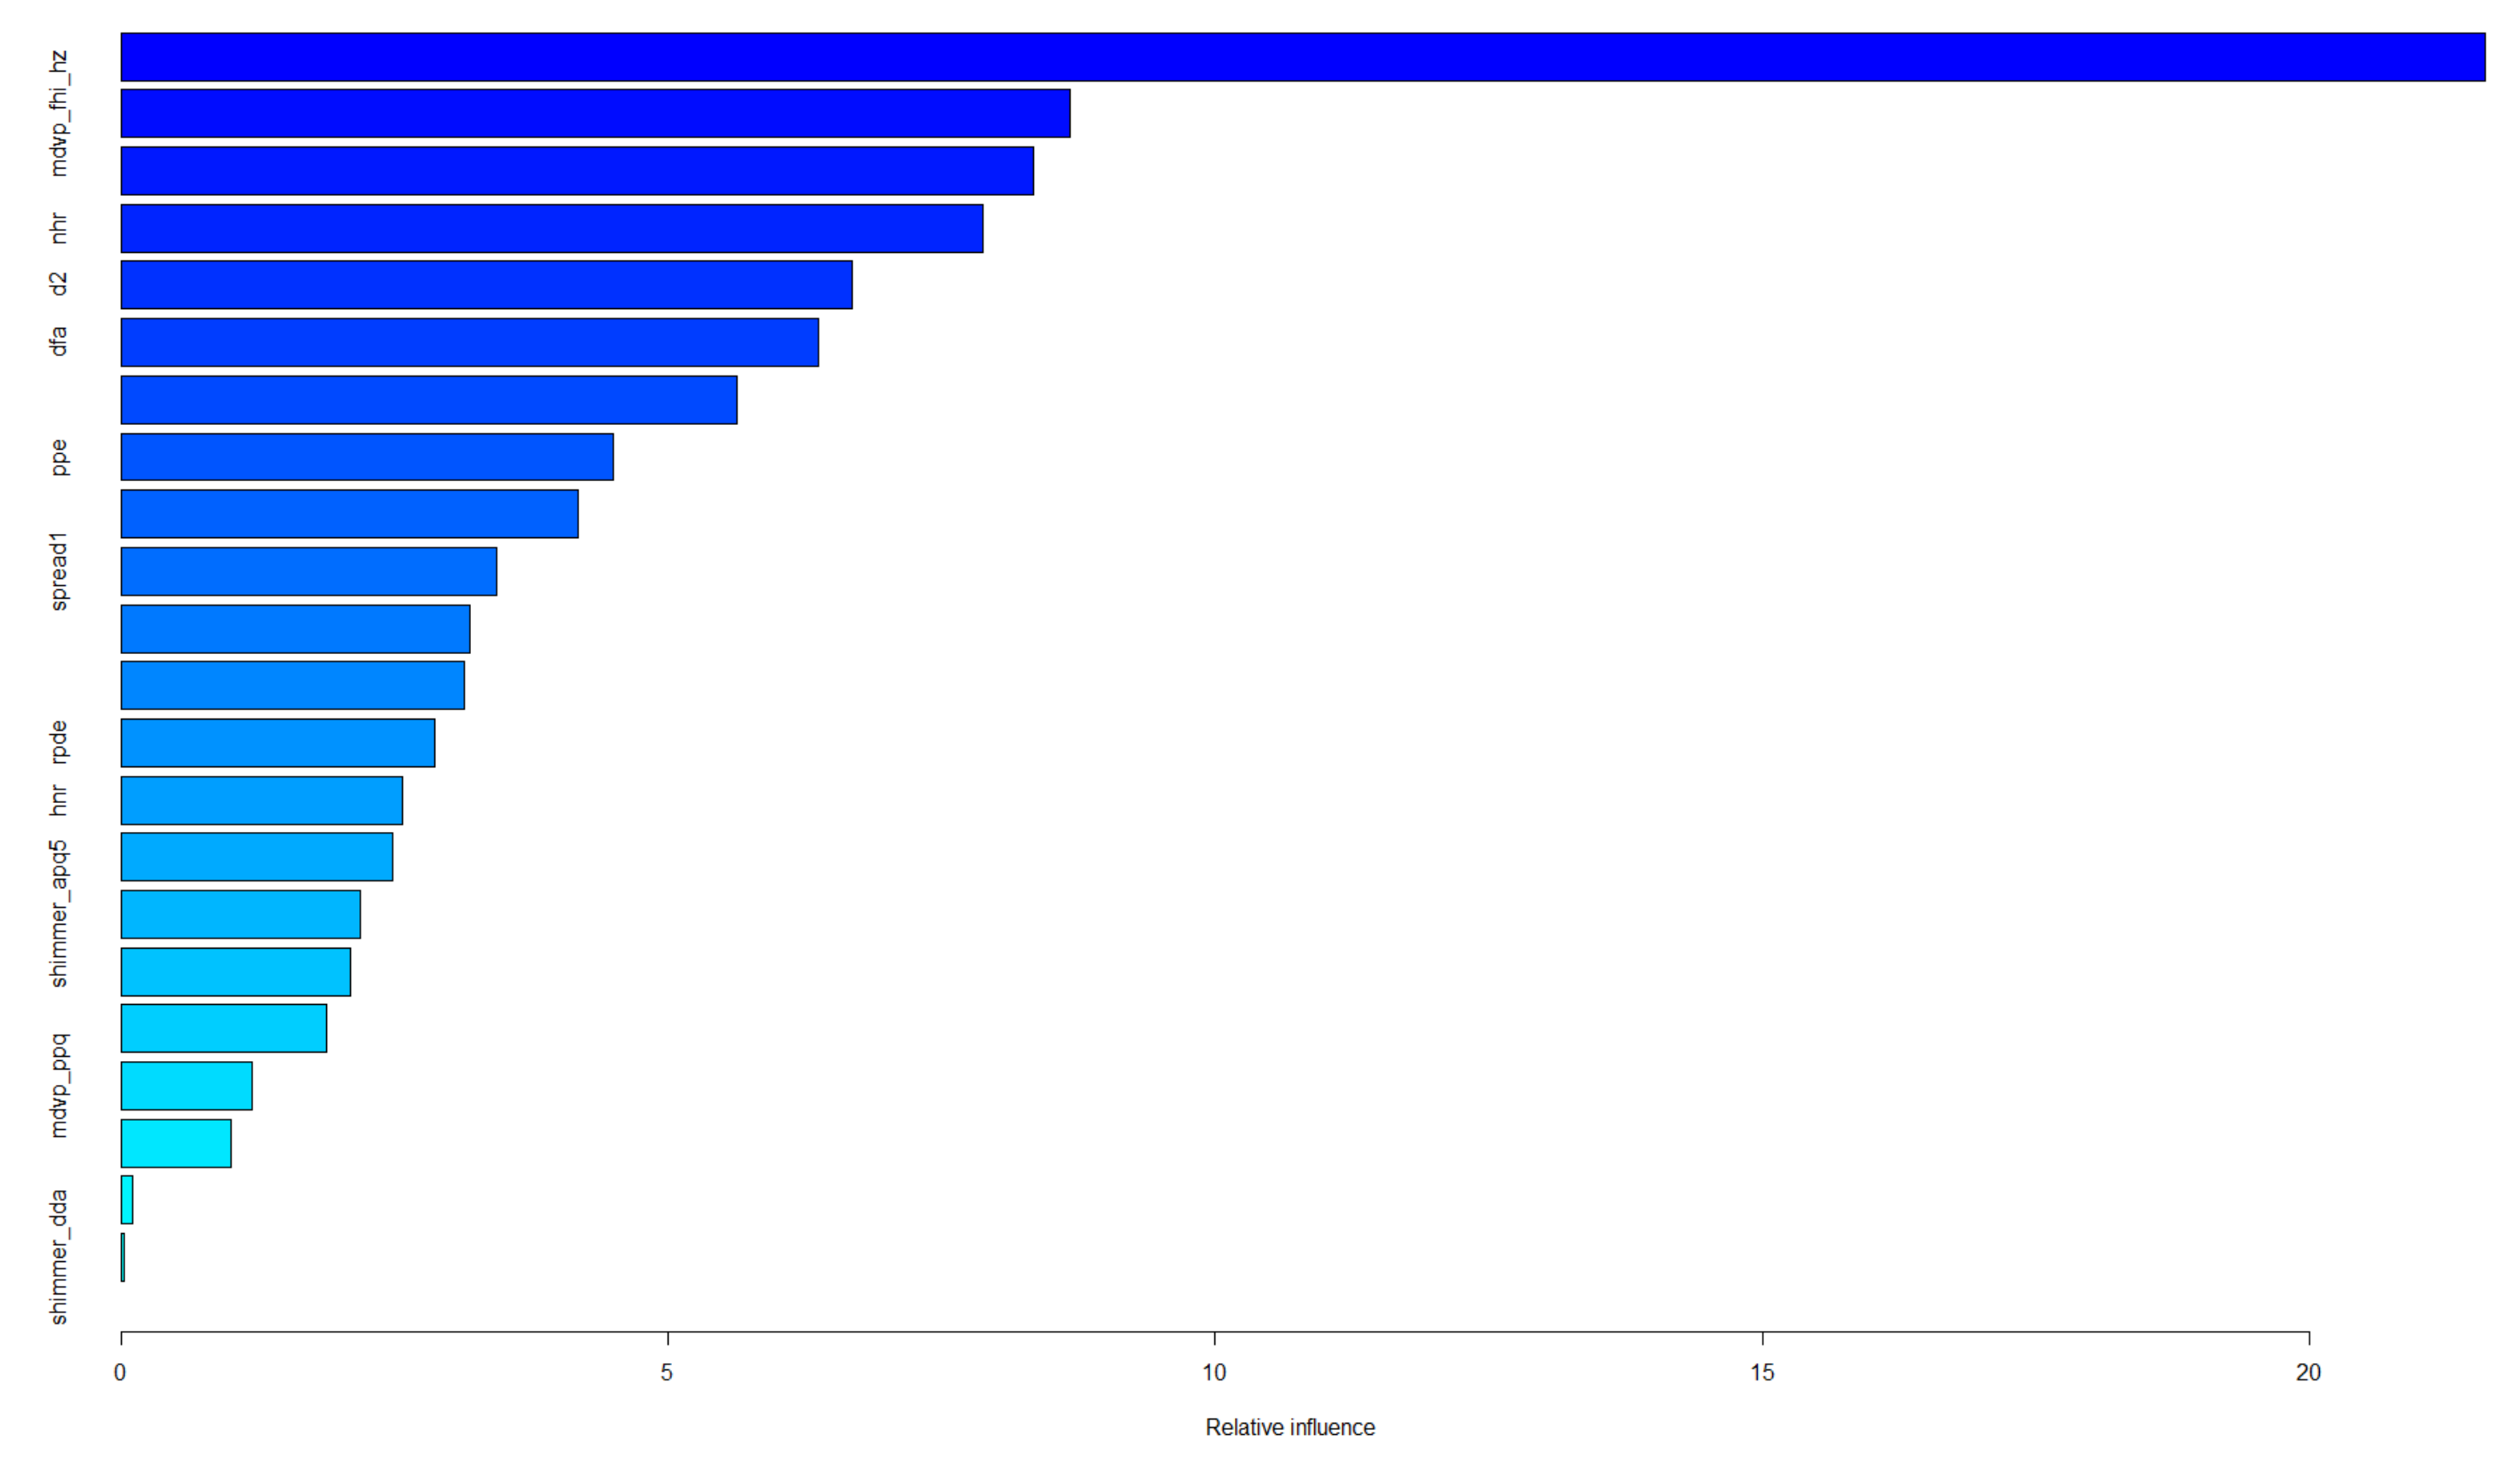 mdvp_fhi_hz
nhr
d2
dfa
ppe
spread1
rpde
hnr
shimmer_apq5
mdvp_ppq
shimmer_dda
0 5 10 15 20
Relative influence